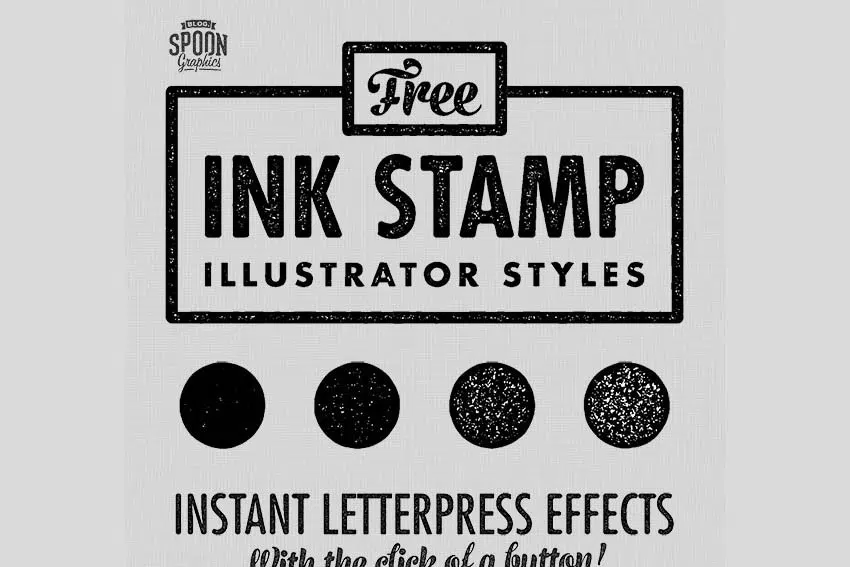 BLOG.
SPOON
Graphics
Free
INK STAMP
ILLUSTRATOR STYLES
INSTANT LETTERPRESS EFFECTS
With the click of a button!